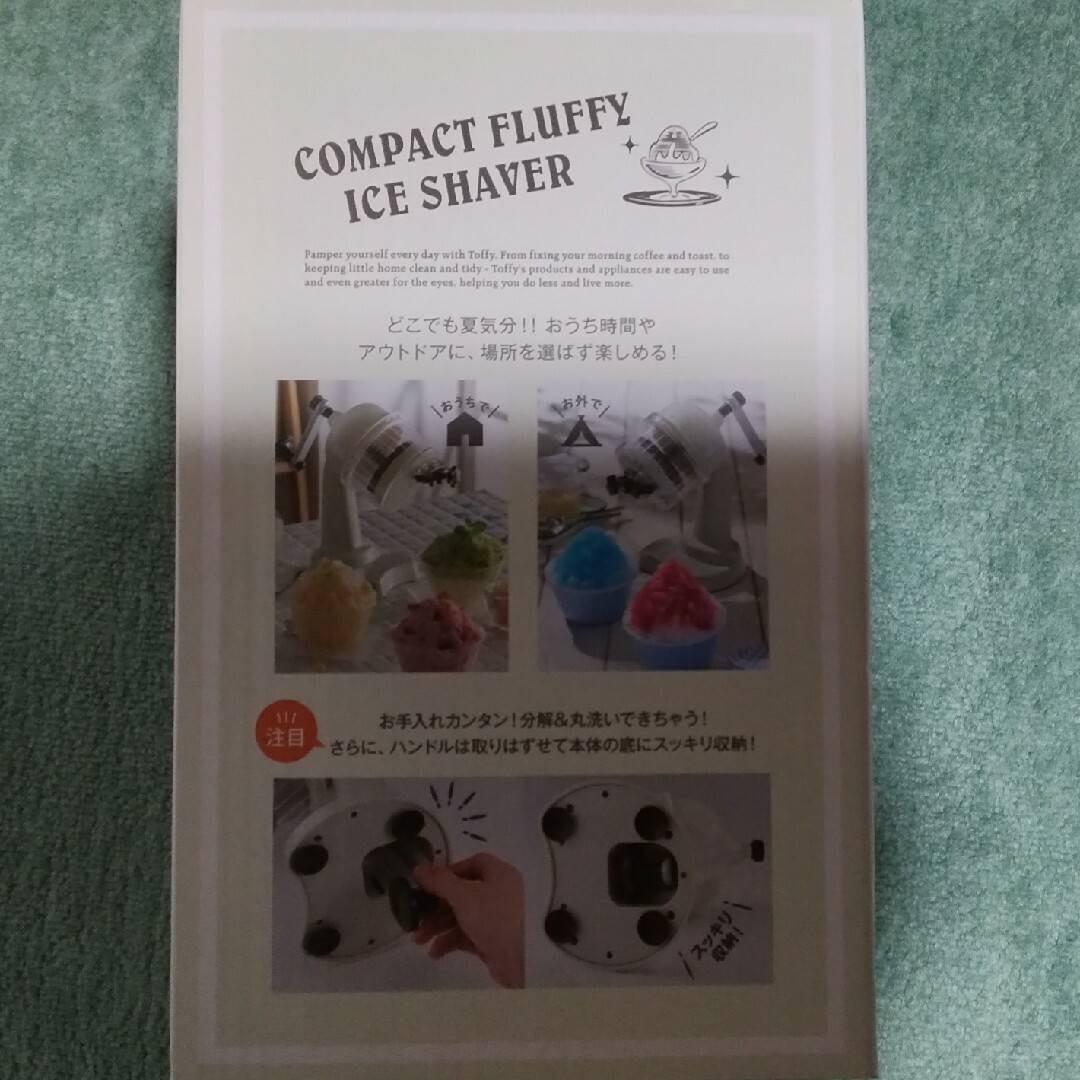 COMPACT FLUFFY
ICE SHAVER
Pamper yourself every day with Toffy. From fixing your morning coffee and toast, to
keeping little home clean and tidy - Toffy's products and appliances are easy to use
and even greater for the eyes, helping you do less and live more.
どこでも夏気分!! おうち時間や
アウトドアに、場所を選ばず楽しめる!
おうちで
お外で
注目
お手入れカンタン!分解&丸洗いできちゃう!
さらに、ハンドルは取りはずせて本体の底にスッキリ収納!
スッキリ
収納!